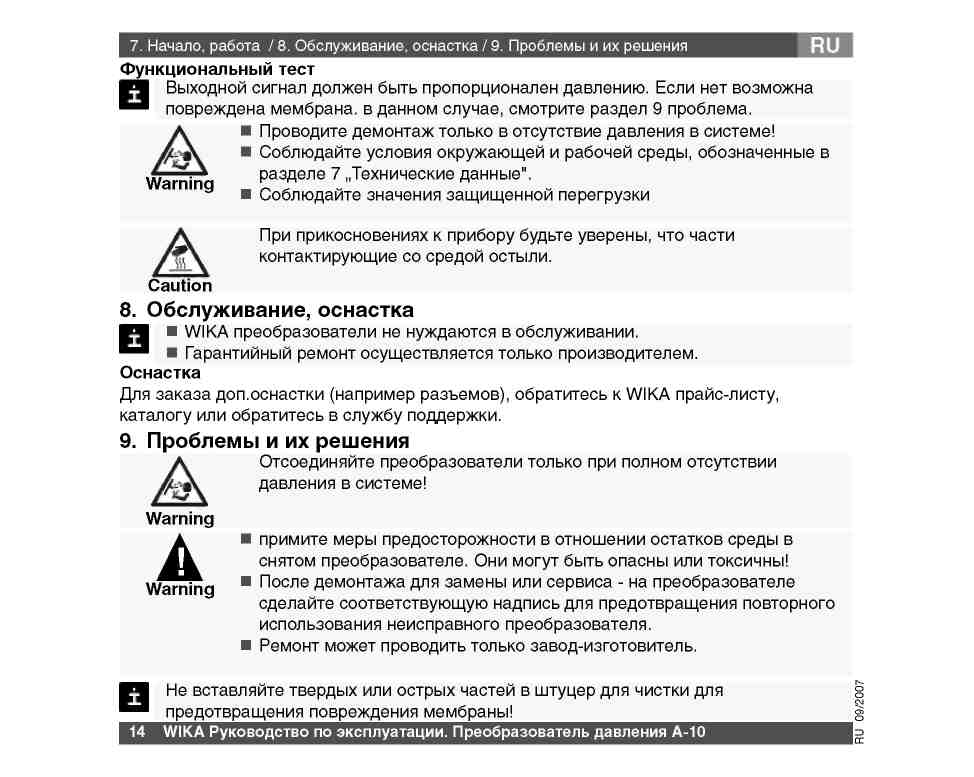 7. Начало, работа / 8. Обслуживание, оснастка / 9. Проблемы и их решения
RU
Функциональный тест
Выходной сигнал должен быть пропорционален давлению. Если нет возможна
повреждена мембрана. в данном случае, смотрите раздел 9 проблема.
■ Проводите демонтаж только в отсутствие давления в системе!
■ Соблюдайте условия окружающей и рабочей среды, обозначенные в
разделе 7 „Технические данные".
■ Соблюдайте значения защищенной перегрузки
Warning
При прикосновениях к прибору будьте уверены, что части
контактирующие со средой остыли.
Caution
8. Обслуживание, оснастка
■ WIKA преобразователи не нуждаются в обслуживании.
■ Гарантийный ремонт осуществляется только производителем.
Оснастка
Для заказа доп.оснастки (например разъемов), обратитесь к WIKA прайс-листу,
каталогу или обратитесь в службу поддержки.
9. Проблемы и их решения
Отсоединяйте преобразователи только при полном отсутствии
давления в системе!
Warning
■ примите меры предосторожности в отношении остатков среды в
снятом преобразователе. Они могут быть опасны или токсичны!
■ После демонтажа для замены или сервиса - на преобразователе
сделайте соответствующую надпись для предотвращения повторного
использования неисправного преобразователя.
■ Ремонт может проводить только завод-изготовитель.
Warning
Не вставляйте твердых или острых частей в штуцер для чистки для
предотвращения повреждения мембраны!
14 WIKA Руководство по эксплуатации. Преобразователь давления А-10
RU 09/2007